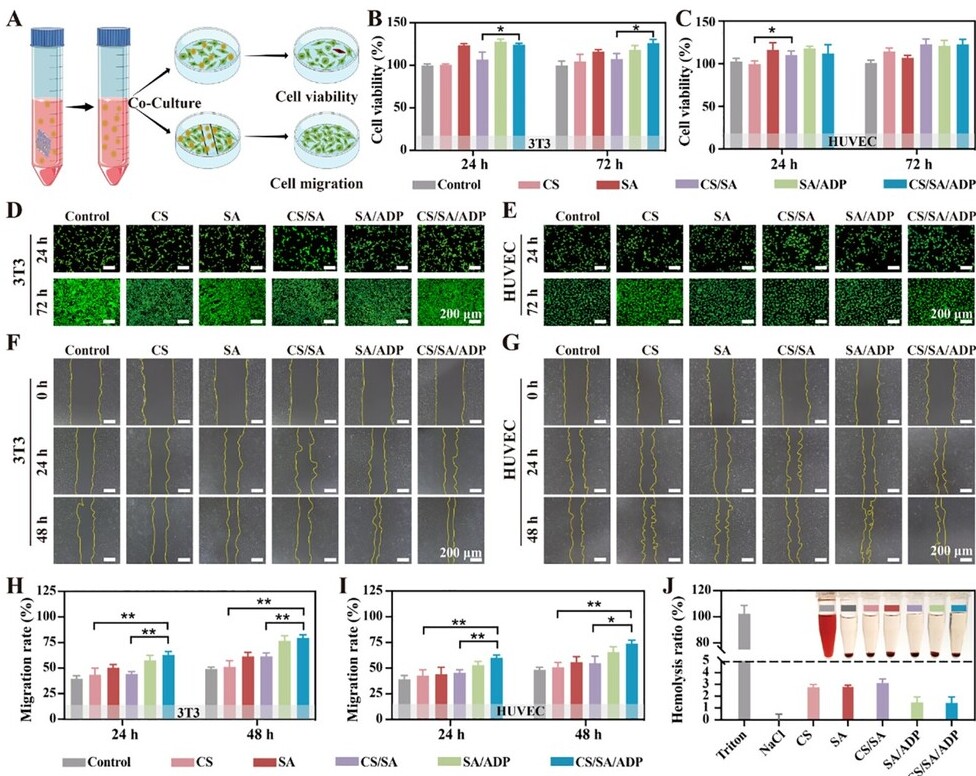 A
Co-Culture
Cell viability
Cell migration
B
Cell viability (%)
150
100
50
0
*
*
3T3
24 h
72 h
C
Cell viability (%)
150
100
50
0
*
HUVEC
24 h
72 h
Control
CS
SA
CS/SA
SA/ADP
CS/SA/ADP
D
Control
CS
SA
CS/SA
SA/ADP
CS/SA/ADP
3T3
24 h
72 h
200 μm
E
Control
CS
SA
CS/SA
SA/ADP
CS/SA/ADP
HUVEC
24 h
72 h
200 μm
F
Control
CS
SA
CS/SA
SA/ADP
CS/SA/ADP
3T3
0 h
24 h
48 h
200 μm
G
Control
CS
SA
CS/SA
SA/ADP
CS/SA/ADP
HUVEC
0 h
24 h
48 h
200 μm
H
Migration rate (%)
125
100
75
50
25
0
**
**
**
**
3T3
24 h
48 h
I
Migration rate (%)
125
100
75
50
25
0
**
**
**
*
HUVEC
24 h
48 h
Control
CS
SA
CS/SA
SA/ADP
CS/SA/ADP
J
Hemolysis ratio (%)
120
100
80
5
4
3
2
1
0
Triton
NaCl
CS
SA
CS/SA
SA/ADP
CS/SA/ADP